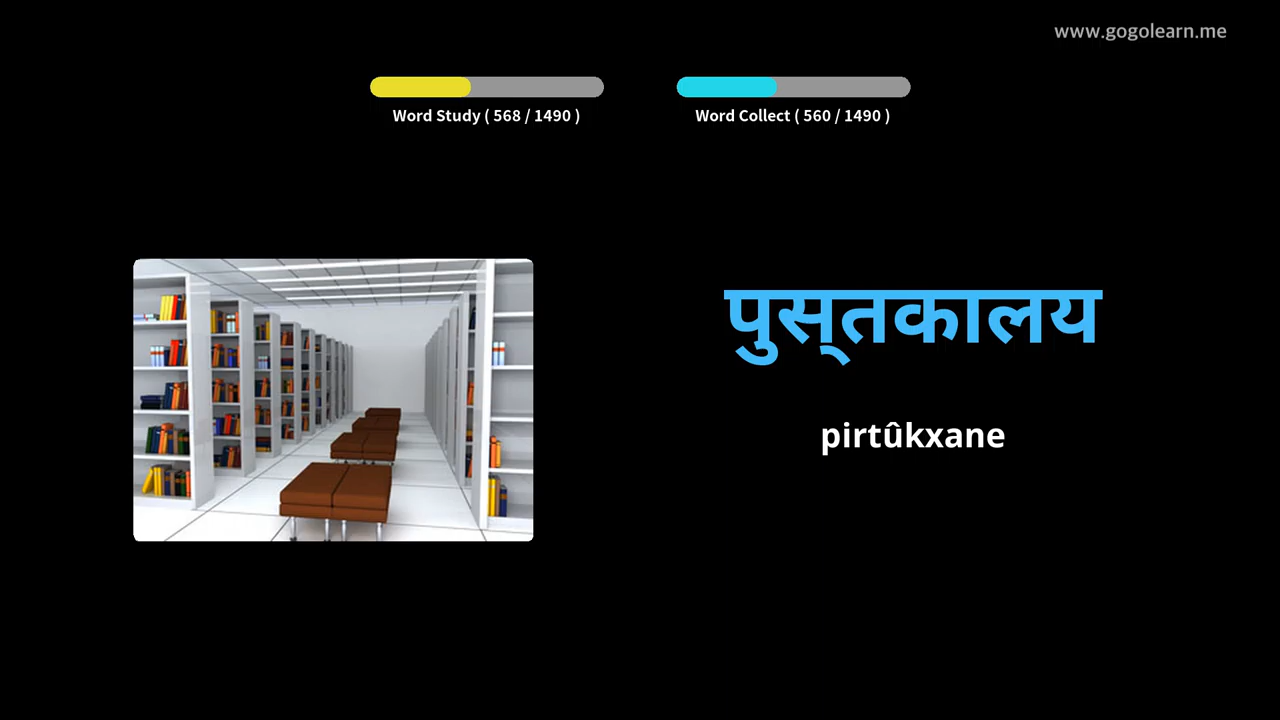 www.gogolearn.me
Word Study ( 568 / 1490 )
Word Collect ( 560 / 1490 )
पुस्‌तकालय
pirtûkxane